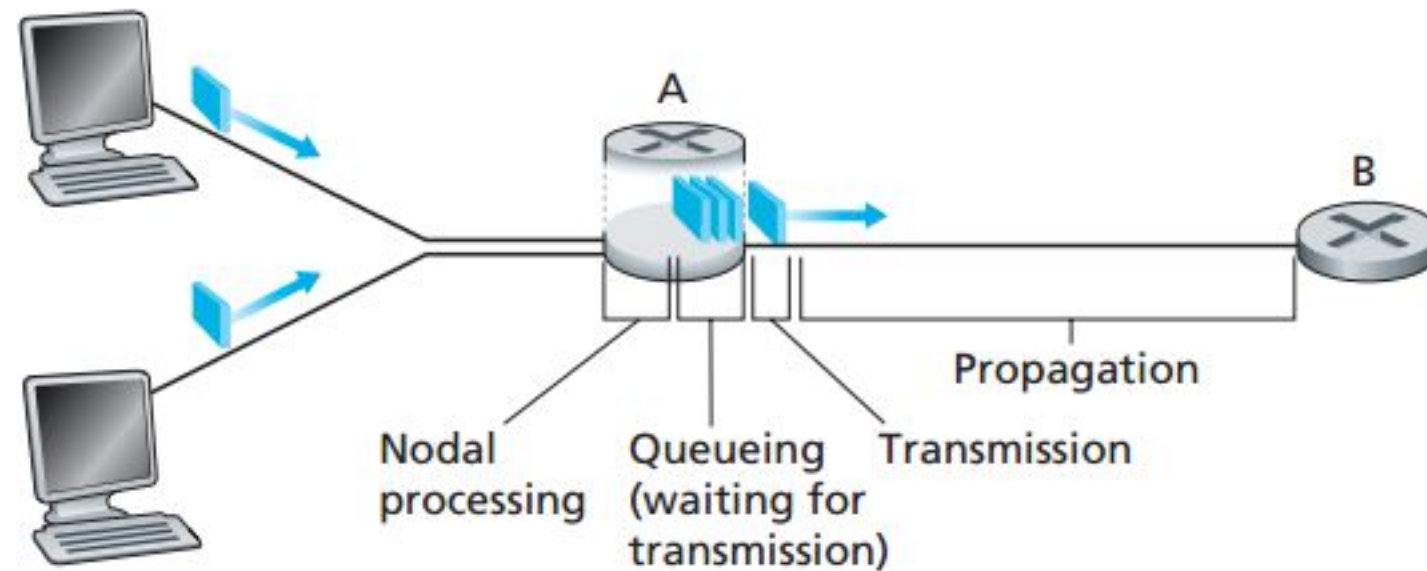 A
B
Propagation
Nodal
processing
Queueing
(waiting for
transmission)
Transmission